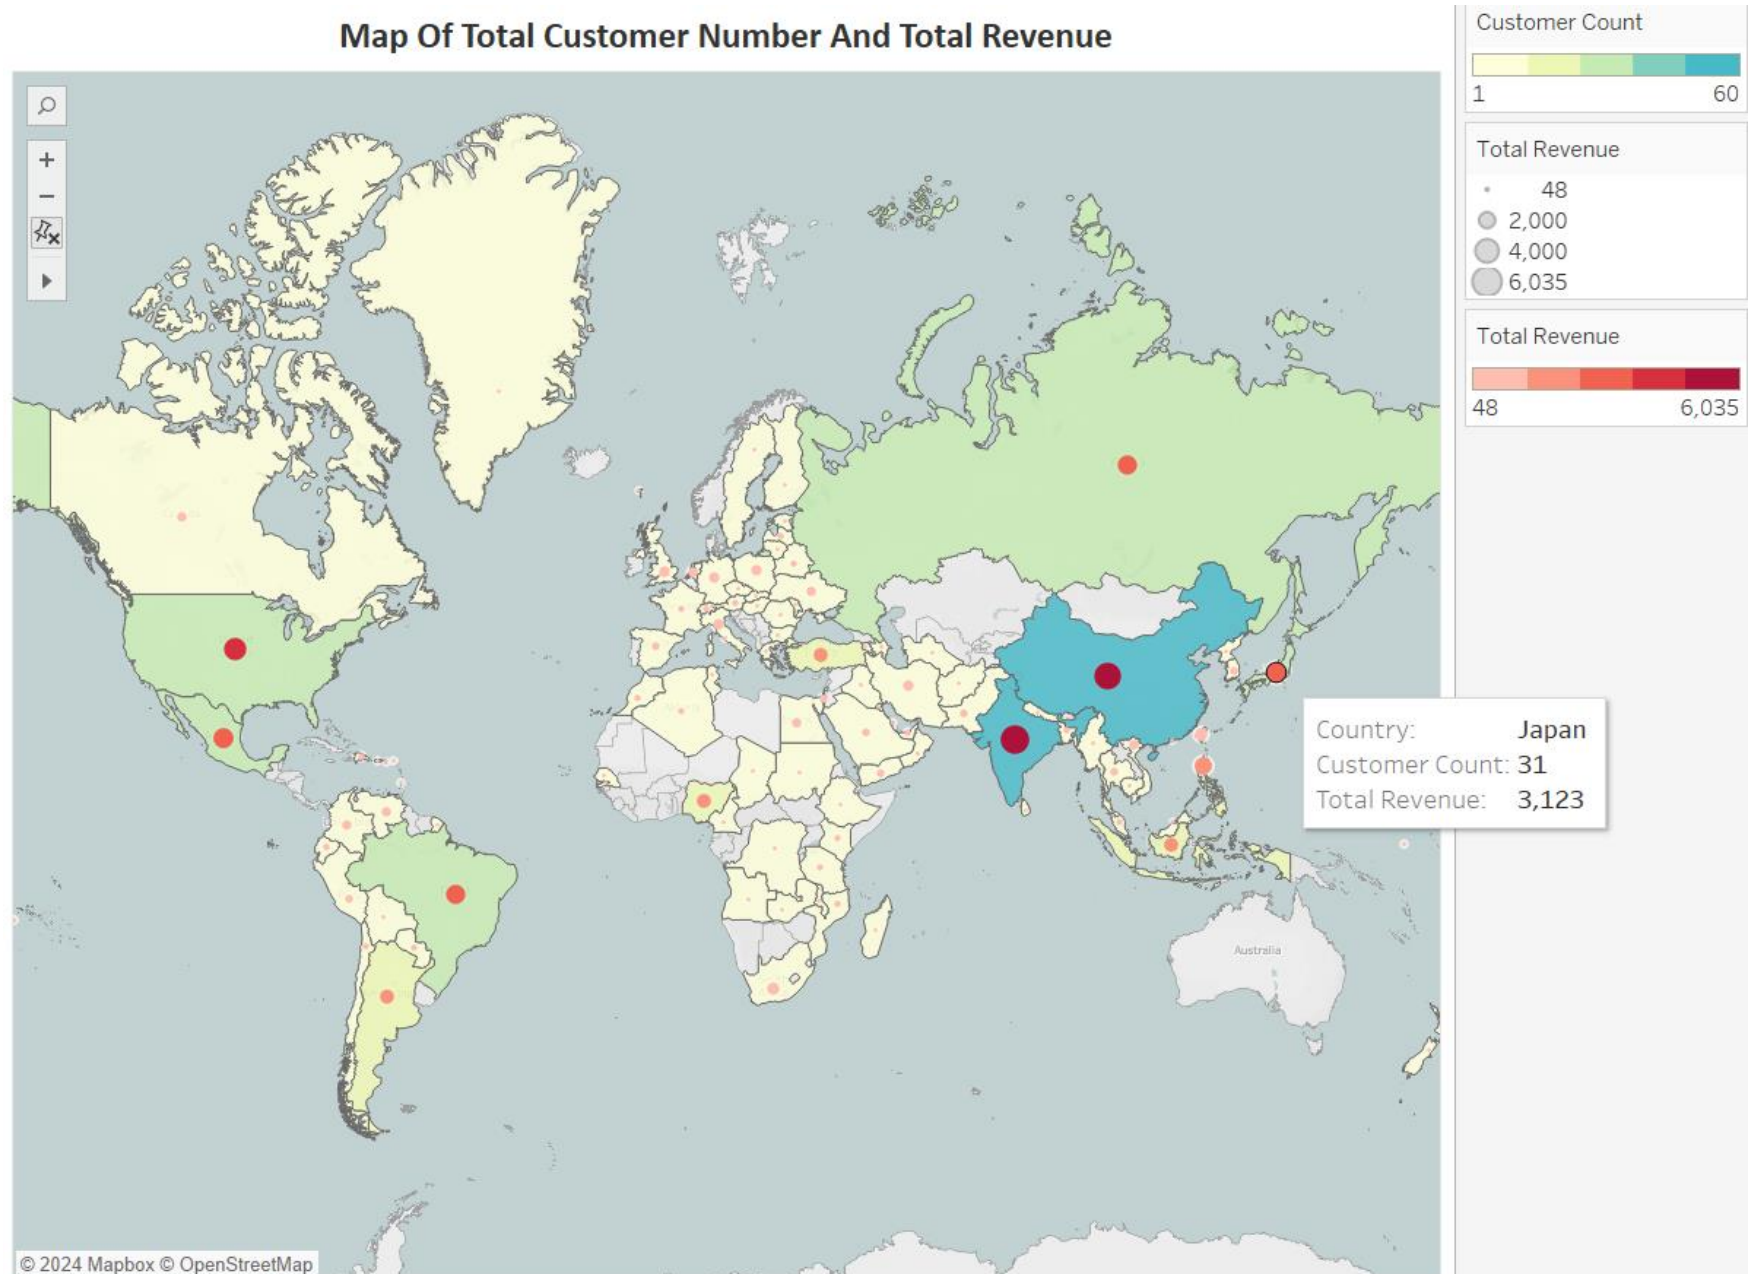 Map Of Total Customer Number And Total Revenue
Customer Count
1 60
Total Revenue
48
2,000
4,000
6,035
Total Revenue
48 6,035
Country: Japan
Customer Count: 31
Total Revenue: 3,123
Australia
© 2024 Mapbox © OpenStreetMap